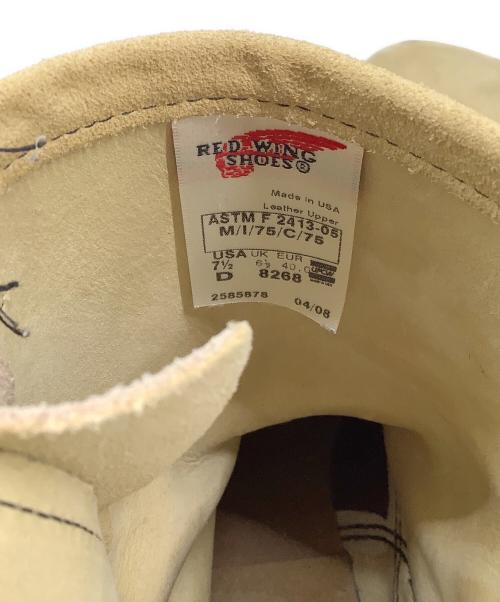 RED WING
SHOES®
Made in USA
Leather Upper
ASTM F 2413-05
M/I/75/C/75
USA UK EUR
7½ 6½ 40.0
D 8268
2585878 04/08